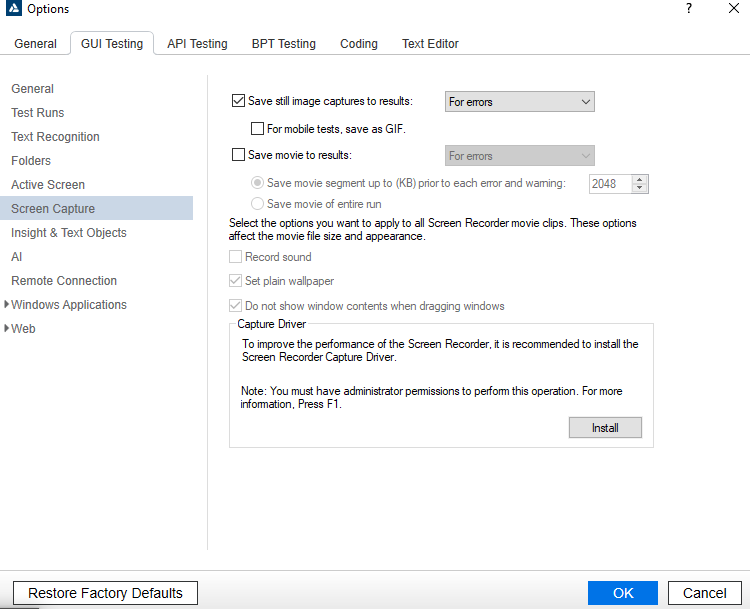 Options
?
General
GUI Testing
API Testing
BPT Testing
Coding
Text Editor
General
Test Runs
Text Recognition
Folders
Active Screen
Screen Capture
Insight & Text Objects
AI
Remote Connection
Windows Applications
Web
Save still image captures to results:
For errors
For mobile tests, save as GIF.
Save movie to results:
For errors
Save movie segment up to (KB) prior to each error and warning:
2048
Save movie of entire run
Select the options you want to apply to all Screen Recorder movie clips. These options
affect the movie file size and appearance.
Record sound
Set plain wallpaper
Do not show window contents when dragging windows
Capture Driver
To improve the performance of the Screen Recorder, it is recommended to install the
Screen Recorder Capture Driver.
Note: You must have administrator permissions to perform this operation. For more
information, Press F1.
Install
Restore Factory Defaults
OK
Cancel